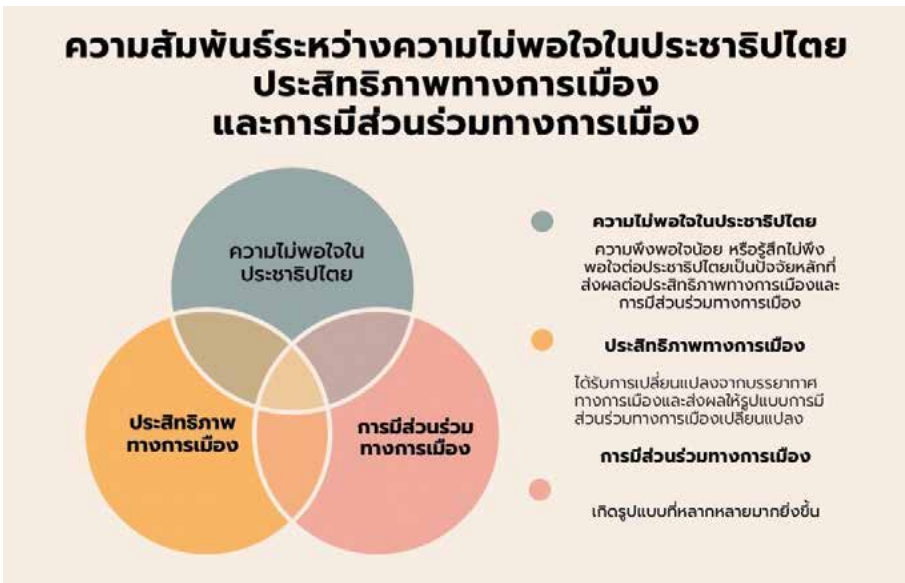 ความสัมพันธ์ระหว่างความไม่พอใจในประชาธิปไตย
ประสิทธิภาพทางการเมือง
และการมีส่วนร่วมทางการเมือง
ความไม่พอใจใน
ประชาธิปไตย
ประสิทธิภาพ
ทางการเมือง
การมีส่วนร่วม
ทางการเมือง
ความไม่พอใจในประชาธิปไตย
ความพึงพอใจน้อย หรือรู้สึกไม่พึง
พอใจต่อประชาธิปไตยเป็นปัจจัยหลักที่
ส่งผลต่อประสิทธิภาพทางการเมืองและ
การมีส่วนร่วมทางการเมือง
ประสิทธิภาพทางการเมือง
ได้รับการเปลี่ยนแปลงจากบรรยากาศ
ทางการเมืองและส่งผลให้รูปแบบการมี
ส่วนร่วมทางการเมืองเปลี่ยนแปลง
การมีส่วนร่วมทางการเมือง
เกิดรูปแบบที่หลากหลายมากยิ่งขึ้น